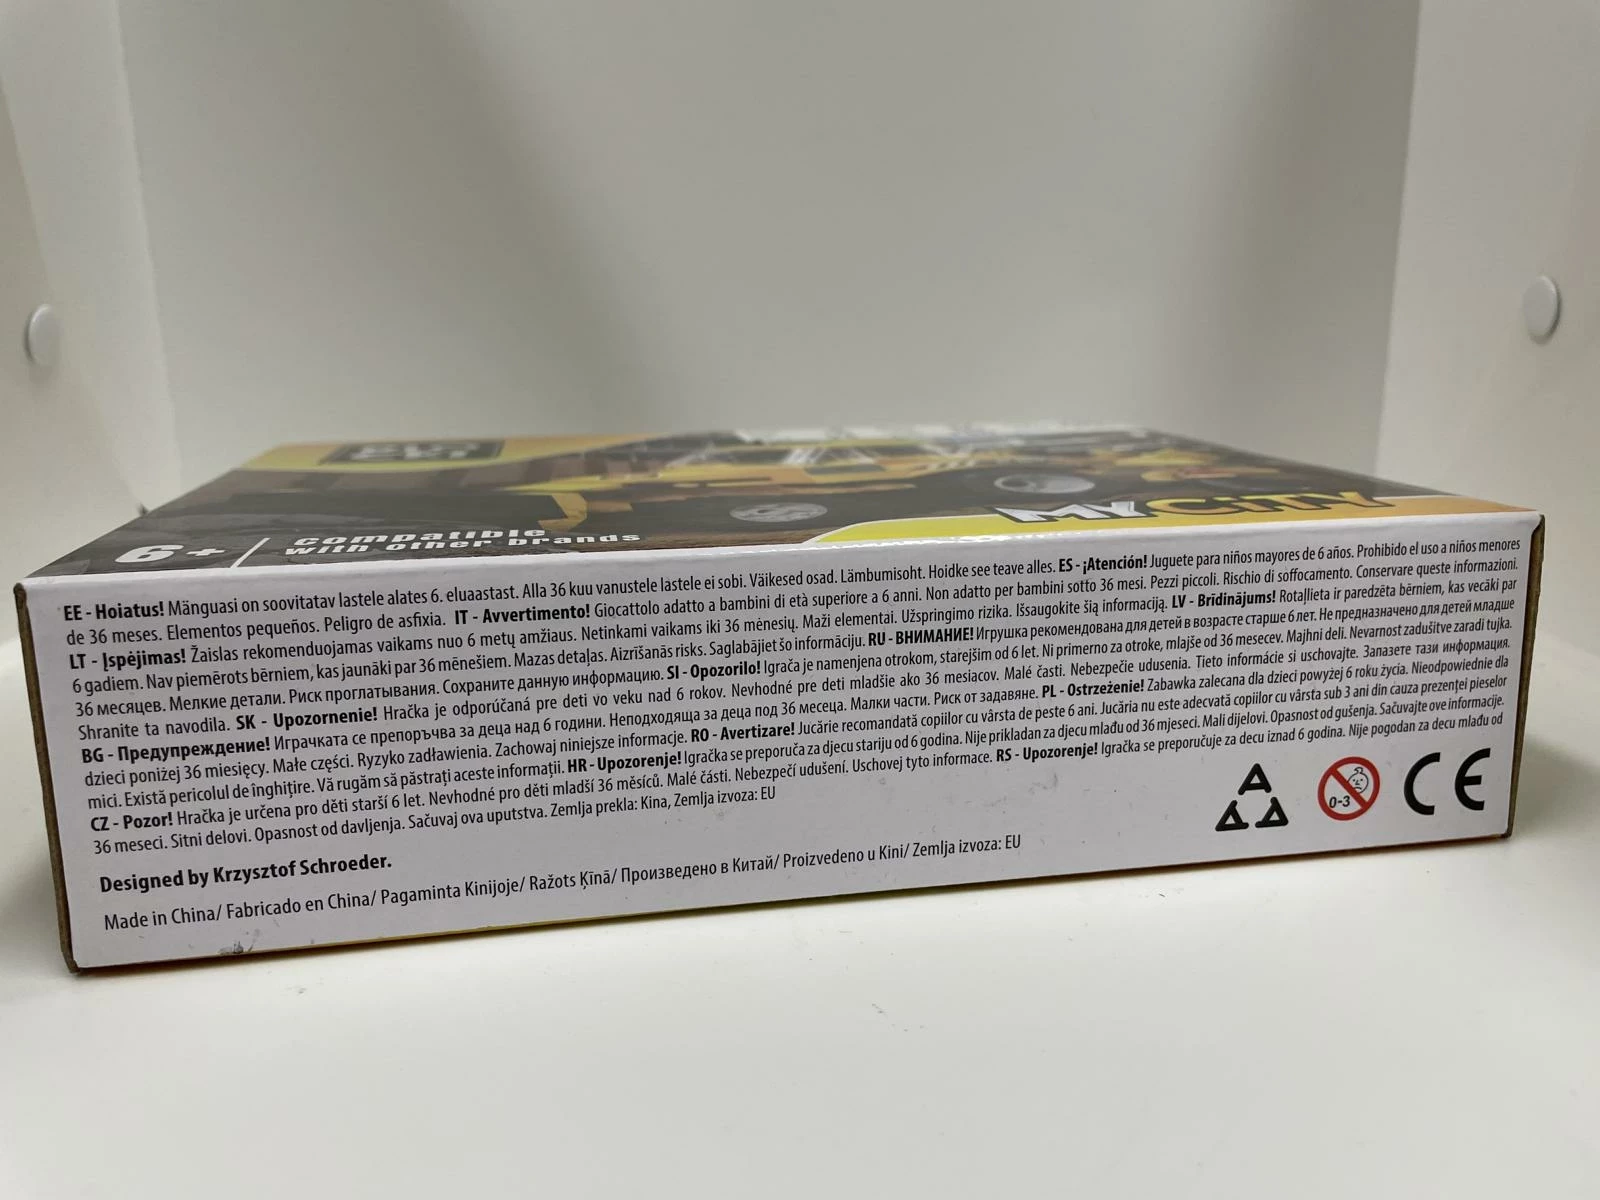 6+
compatible
with other brands
MY CITY
EE - Hoiatus! Mänguasi on soovitatav lastele alates 6. eluaastast. Alla 36 kuu vanustele lastele ei sobi. Väikesed osad. Lämbumisoht. Hoidke see teave alles. ES - ¡Atención! Juguete para niños mayores de 6 años. Prohibido el uso a niños menores
de 36 meses. Elementos pequeños. Peligro de asfixia. IT - Avvertimento! Giocattolo adatto a bambini di età superiore a 6 anni. Non adatto per bambini sotto 36 mesi. Pezzi piccoli. Rischio di soffocamento. Conservare queste informazioni.
LT - Įspėjimas! Žaislas rekomenduojamas vaikams nuo 6 metų amžiaus. Netinkami vaikams iki 36 mėnesių. Maži elementai. Užspringimo rizika. Išsaugokite šią informaciją. LV - Brīdinājums! Rotaļlieta ir paredzēta bērniem, kas vecāki par
6 gadiem. Nav piemērots bērniem, kas jaunāki par 36 mēnešiem. Mazas detaļas. Aizrīšanās risks. Saglabājiet šo informāciju. RU - ВНИМАНИЕ! Игрушка рекомендована для детей в возрасте старше 6 лет. Не предназначено для детей младше
36 месяцев. Мелкие детали. Риск проглатывания. Сохраните данную информацию. SI - Opozorilo! Igrača je namenjena otrokom, starejšim od 6 let. Ni primerno za otroke, mlajše od 36 mesecev. Majhni deli. Nevarnost zadušitve zaradi tujka.
Shranite ta navodila. SK - Upozornenie! Hračka je odporúčaná pre deti vo veku nad 6 rokov. Nevhodné pre deti mladšie ako 36 mesiacov. Malé časti. Nebezpečie udusenia. Tieto informácie si uschovajte. Запазете тази информация.
BG - Предупреждение! Играчката се препоръчва за деца над 6 години. Неподходяща за деца под 36 месеца. Малки части. Риск от задавяне. PL - Ostrzeżenie! Zabawka zalecana dla dzieci powyżej 6 roku życia. Nieodpowiednie dla
dzieci poniżej 36 miesięcy. Małe części. Ryzyko zadławienia. Zachowaj niniejsze informacje. RO - Avertizare! Jucărie recomandată copiilor cu vârsta de peste 6 ani. Jucăria nu este adecvată copiilor cu vârsta sub 3 ani din cauza prezenței pieselor
mici. Există pericolul de înghițire. Vă rugăm să păstrați aceste informații. HR - Upozorenje! Igračka se preporuča za djecu stariju od 6 godina. Nije prikladan za djecu mlađu od 36 mjeseci. Mali dijelovi. Opasnost od gušenja. Sačuvajte ove informacije.
CZ - Pozor! Hračka je určena pro děti starší 6 let. Nevhodné pro děti mladší 36 měsíců. Malé části. Nebezpečí udušení. Uschovej tyto informace. RS - Upozorenje! Igračka se preporučuje za decu iznad 6 godina. Nije pogodan za decu mlađu od
36 meseci. Sitni delovi. Opasnost od davljenja. Sačuvaj ova uputstva. Zemlja prekla: Kina, Zemlja izvoza: EU
Designed by Krzysztof Schroeder.
Made in China/ Fabricado en China/ Pagaminta Kinijoje/ Ražots Ķīnā/ Произведено в Китай/ Proizvedeno u Kini/ Zemlja izvoza: EU
0-3
CE